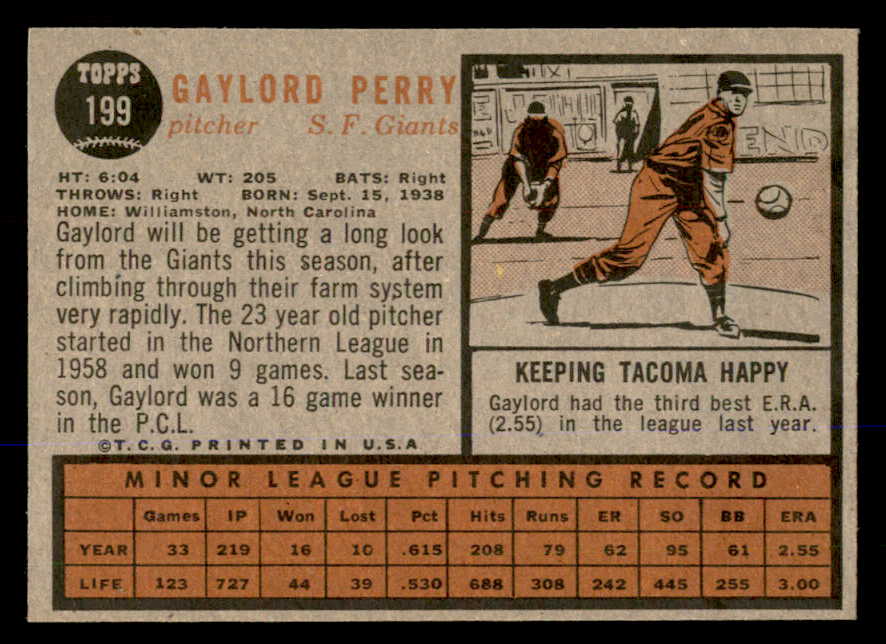 TOPPS
199
GAYLORD PERRY
pitcher S. F. Giants
HT: 6:04 WT: 205 BATS: Right
THROWS: Right BORN: Sept. 15, 1938
HOME: Williamston, North Carolina
Gaylord will be getting a long look
from the Giants this season, after
climbing through their farm system
very rapidly. The 23 year old pitcher
started in the Northern League in
1958 and won 9 games. Last sea-
son, Gaylord was a 16 game winner
in the P.C.L.
©T. C. G. PRINTED IN U.S.A
END
KEEPING TACOMA HAPPY
Gaylord had the third best E.R.A.
(2.55) in the league last year.
MINOR LEAGUE PITCHING RECORD
Games IP Won Lost Pct Hits Runs ER SO BB ERA
YEAR 33 219 16 10 .615 208 79 62 95 61 2.55
LIFE 123 727 44 39 .530 688 308 242 445 255 3.00